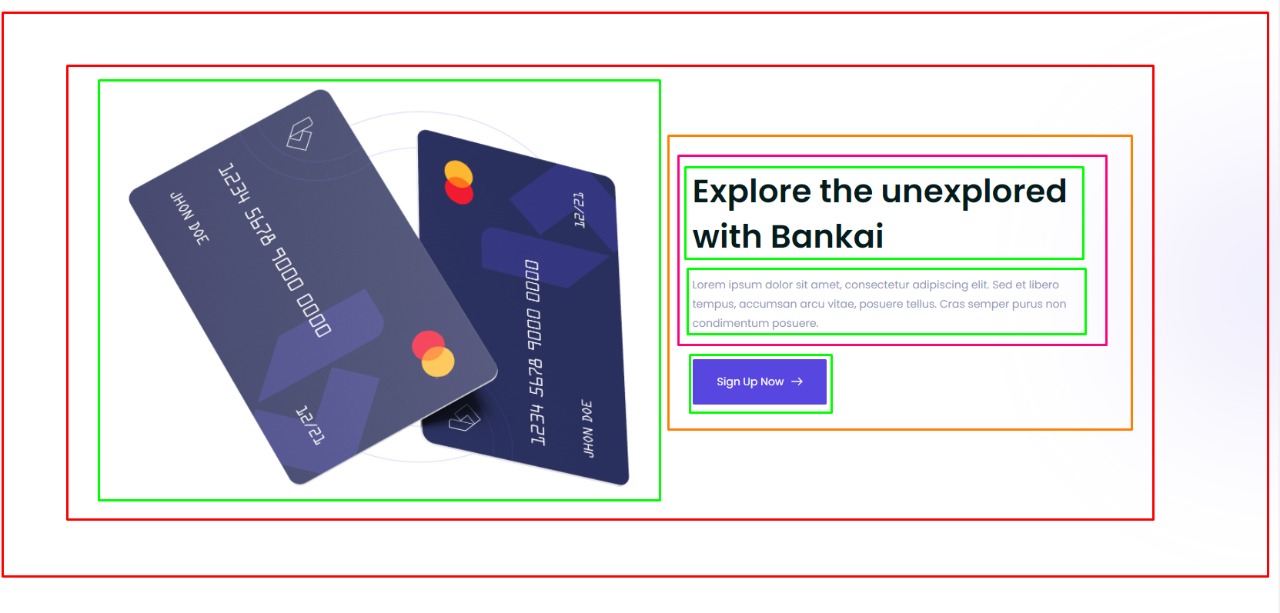 1234 5678 9000 0000
JHON DOE
12/21
12/21
1234 5678 9000 0000
JHON DOE
Explore the unexplored
with Bankai
Lorem ipsum dolor sit amet, consectetur adipiscing elit. Sed et libero
tempus, accumsan arcu vitae, posuere tellus. Cras semper purus non
condimentum posuere.
Sign Up Now →